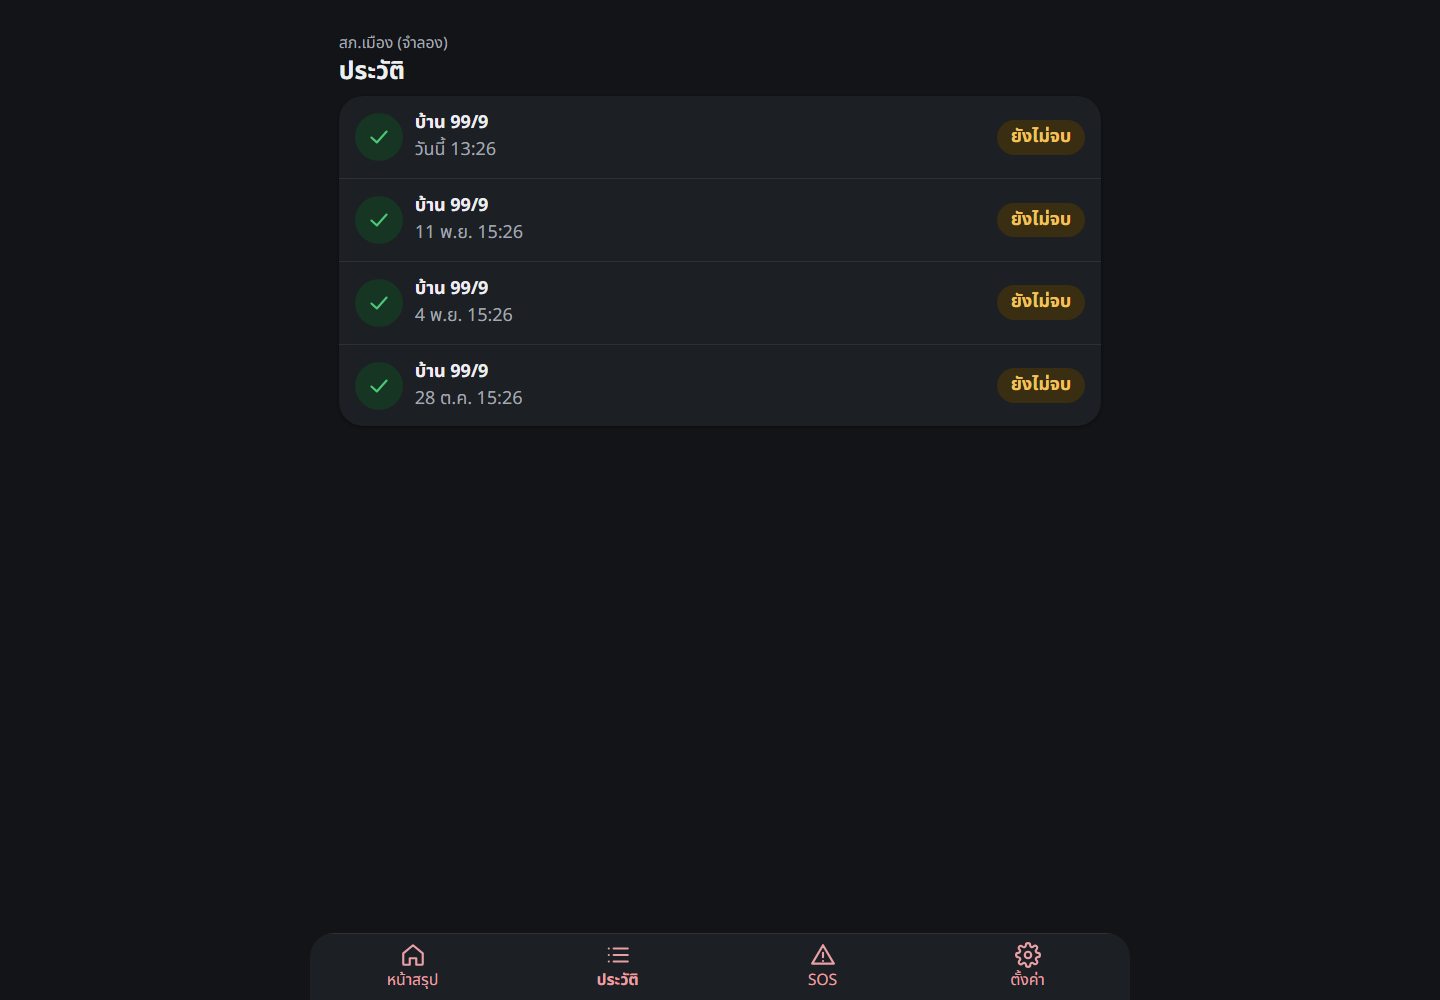 สภ.เมือง (จำลอง)
ประวัติ
บ้าน 99/9
วันนี้ 13:26
ยังไม่จบ
บ้าน 99/9
11 พ.ย. 15:26
ยังไม่จบ
บ้าน 99/9
4 พ.ย. 15:26
ยังไม่จบ
บ้าน 99/9
28 ต.ค. 15:26
ยังไม่จบ
หน้าสรุป
ประวัติ
SOS
ตั้งค่า